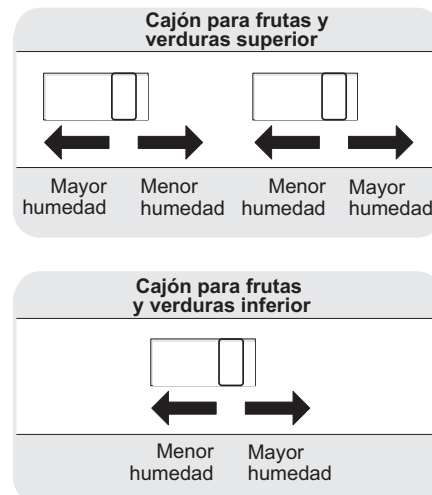 Cajón para frutas y
verduras superior
Mayor Menor Menor Mayor
humedad humedad humedad humedad
Cajón para frutas
y verduras inferior
Menor Mayor
humedad humedad